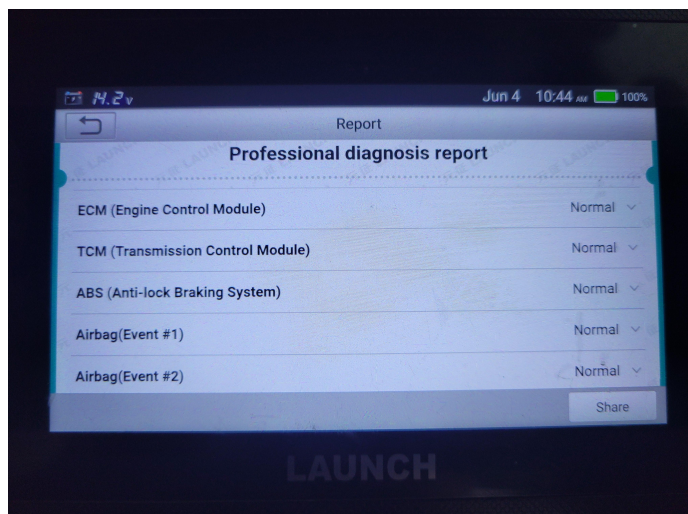 14.2v Jun 4 10:44 AM 100%
Report
Professional diagnosis report
ECM (Engine Control Module) Normal
TCM (Transmission Control Module) Normal
ABS (Anti-lock Braking System) Normal
Airbag(Event #1) Normal
Airbag(Event #2) Normal
Share
LAUNCH